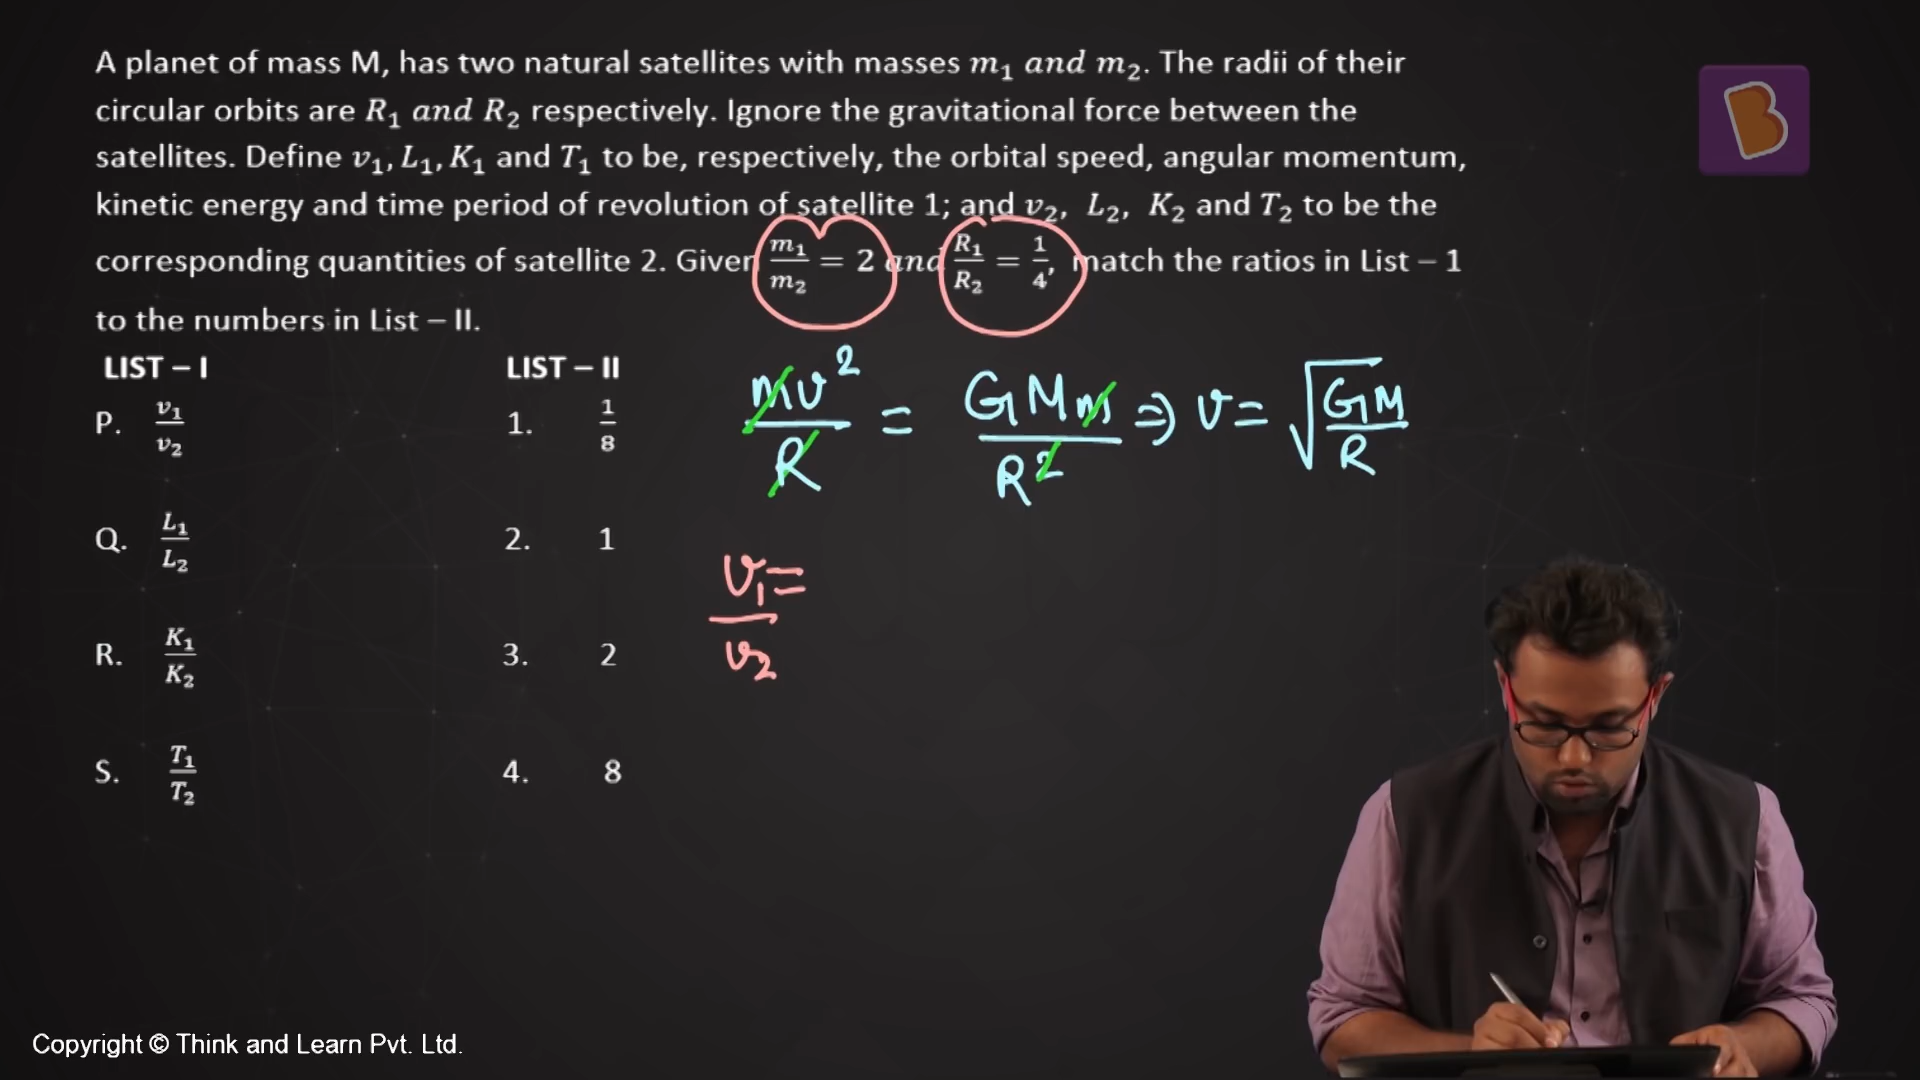 A planet of mass M, has two natural satellites with masses m₁ and m₂. The radii of their
circular orbits are R₁ and R₂ respectively. Ignore the gravitational force between the
satellites. Define v₁, L₁, K₁ and T₁ to be, respectively, the orbital speed, angular momentum,
kinetic energy and time period of revolution of satellite 1; and v₂, L₂, K₂ and T₂ to be the
corresponding quantities of satellite 2. Given m₁/m₂ = 2 and R₁/R₂ = 1/4, match the ratios in List – 1
to the numbers in List – II.
LIST – I LIST – II
P. v₁/v₂ 1. 1/8
Q. L₁/L₂ 2. 1
R. K₁/K₂ 3. 2
S. T₁/T₂ 4. 8
mv²/R = GMm/R² ⇒ v = √(GM/R)
v₁/v₂ =
B
Copyright © Think and Learn Pvt. Ltd.